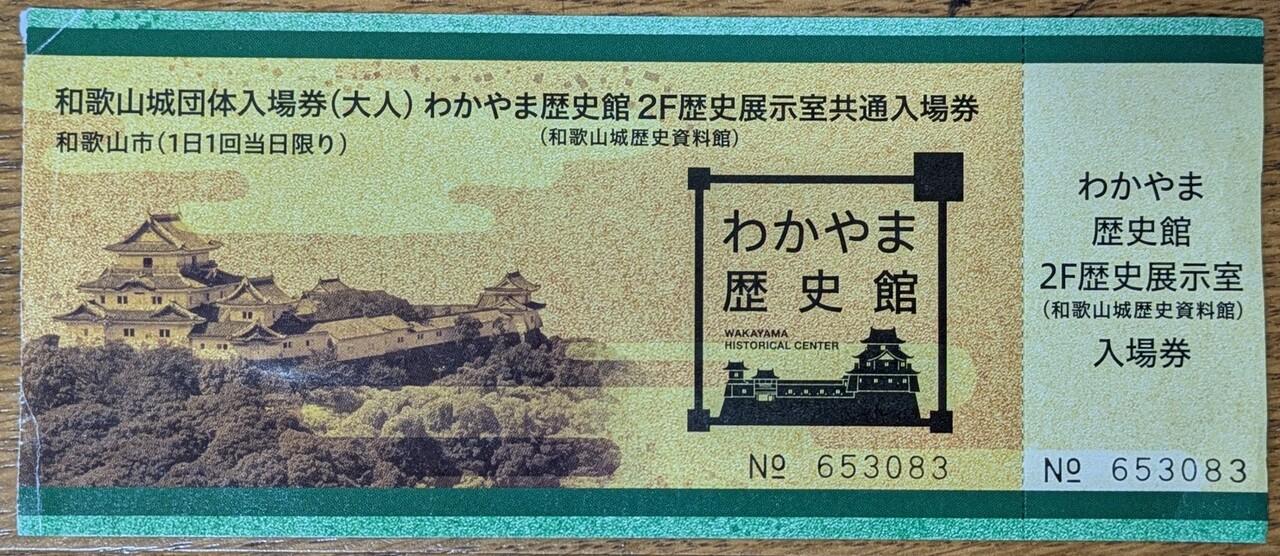 和歌山城団体入場券(大人) わかやま歴史館 2F歴史展示室共通入場券
和歌山市(1日1回当日限り)
(和歌山城歴史資料館)
わかやま
歴史館
WAKAYAMA
HISTORICAL CENTER
№ 653083
わかやま
歴史館
2F歴史展示室
(和歌山城歴史資料館)
入場券
№ 653083